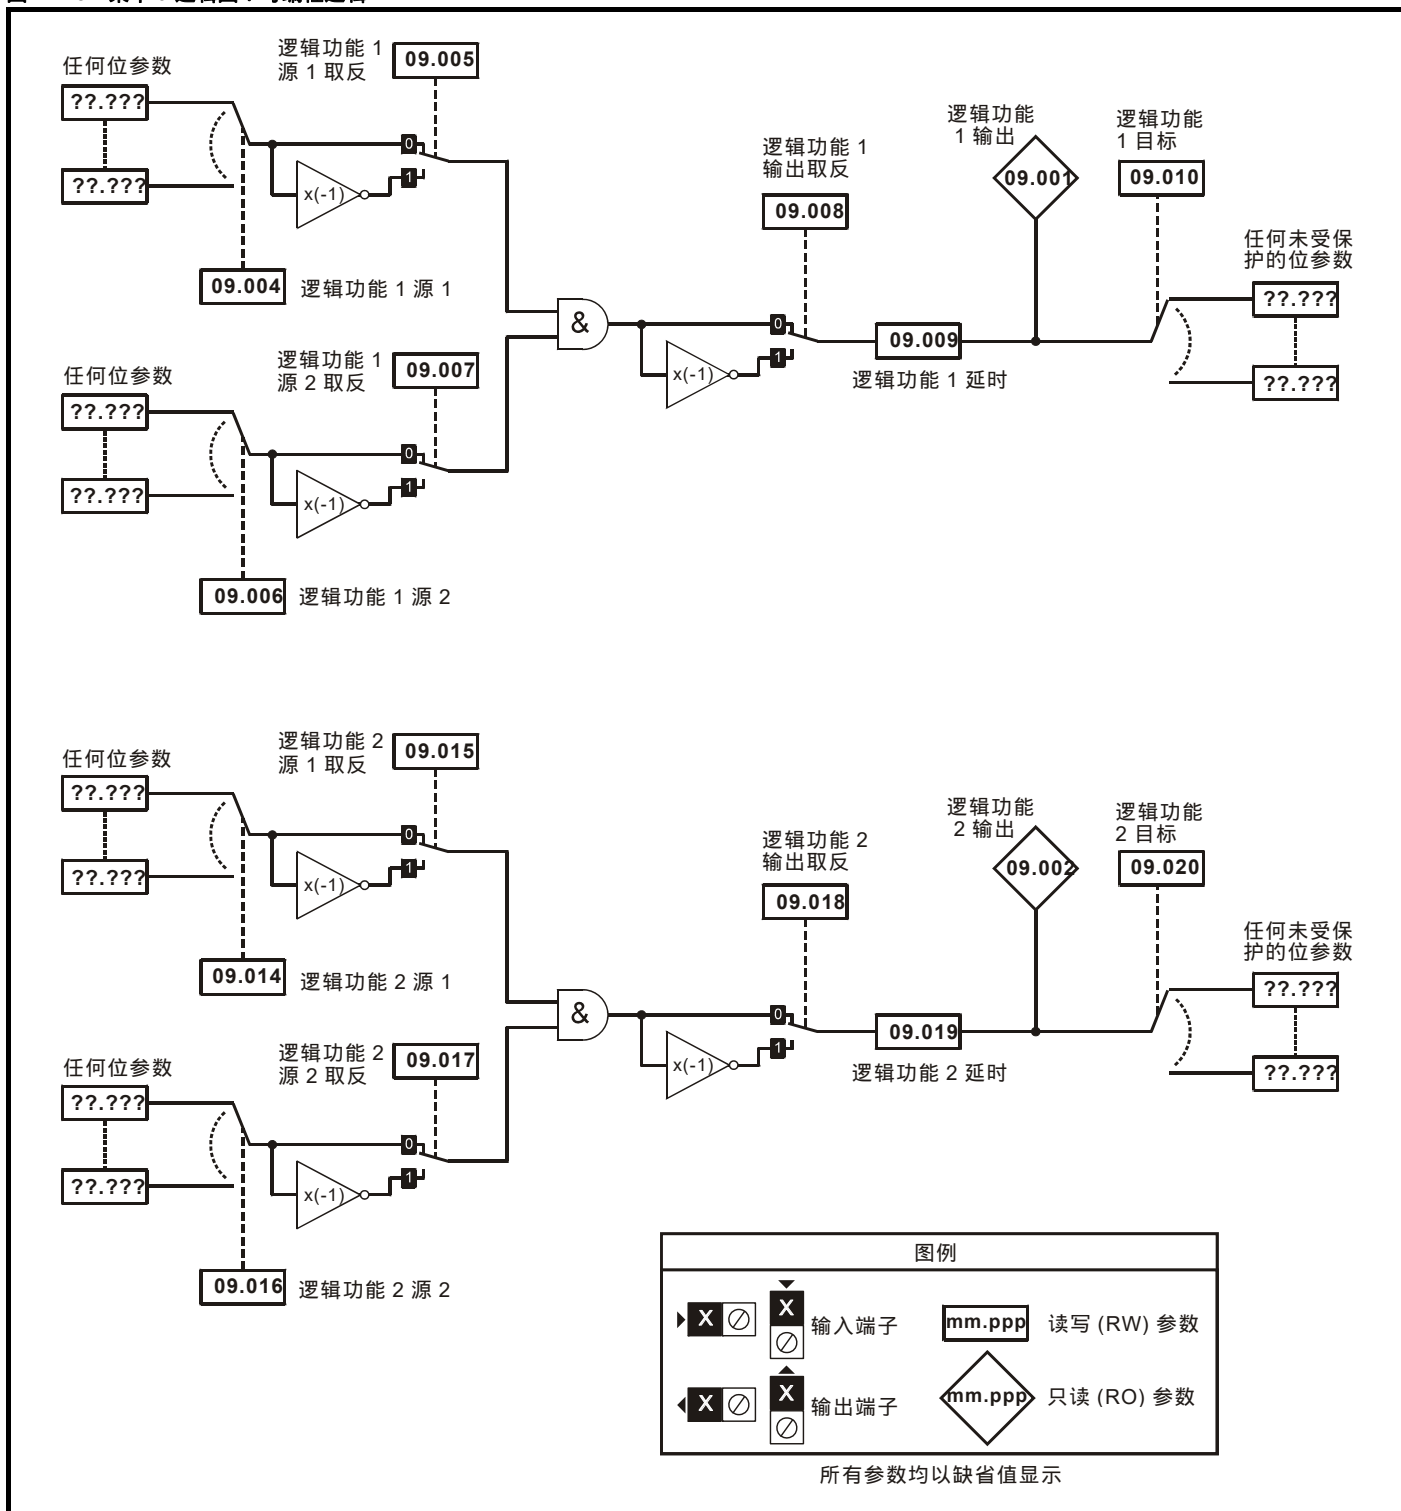 任何位参数
??.???
??.???
逻辑功能 1
源 1 取反
09.005
0
1
x(-1)
09.004
逻辑功能 1 源 1
任何位参数
??.???
??.???
逻辑功能 1
源 2 取反
09.007
0
1
x(-1)
09.006
逻辑功能 1 源 2
&
x(-1)
逻辑功能 1
输出取反
09.008
0
1
09.009
逻辑功能 1 延时
逻辑功能
1 输出
09.001
逻辑功能
1 目标
09.010
任何未受保
护的位参数
??.???
??.???
任何位参数
??.???
??.???
逻辑功能 2
源 1 取反
09.015
0
1
x(-1)
09.014
逻辑功能 2 源 1
任何位参数
??.???
??.???
逻辑功能 2
源 2 取反
09.017
0
1
x(-1)
09.016
逻辑功能 2 源 2
&
x(-1)
逻辑功能 2
输出取反
09.018
0
1
09.019
逻辑功能 2 延时
逻辑功能
2 输出
09.002
逻辑功能
2 目标
09.020
任何未受保
护的位参数
??.???
??.???
图例
X
X
输入端子
mm.ppp
读写 (RW) 参数
X
X
输出端子
mm.ppp
只读 (RO) 参数
所有参数均以缺省值显示